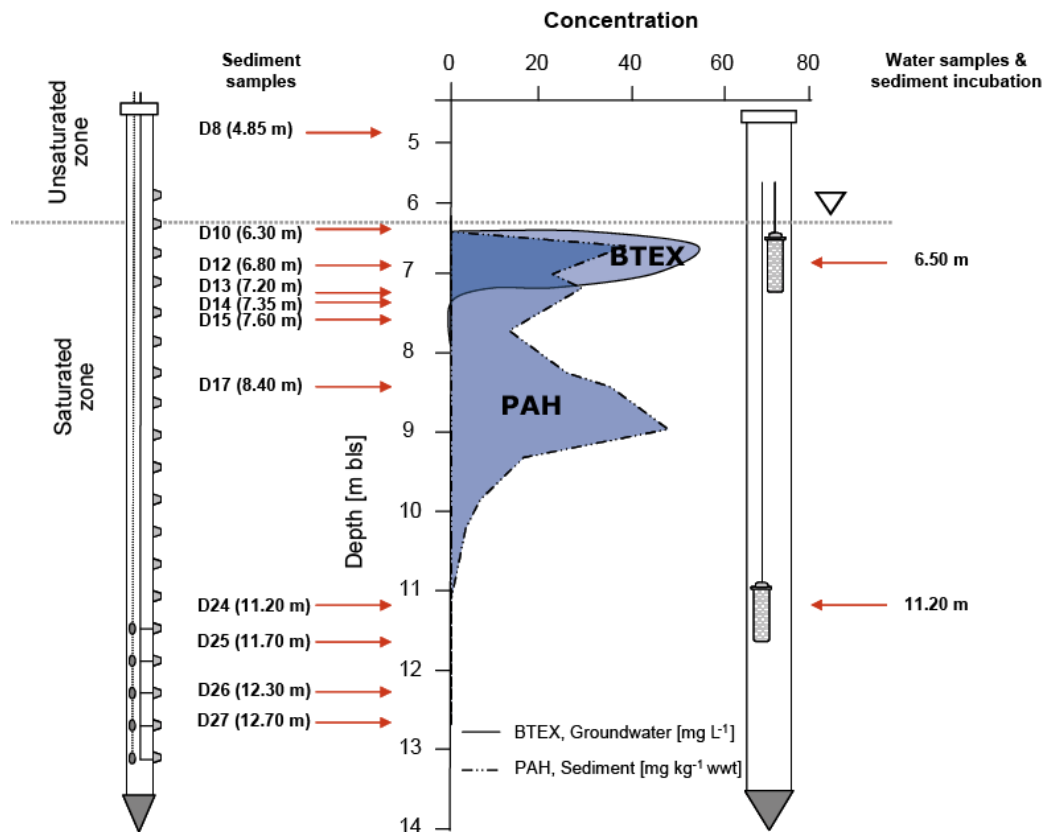 Concentration
Sediment
samples
0 20 40 60 80
Water samples &
sediment incubation
Unsaturated
zone
Saturated
zone
D8 (4.85 m)
D10 (6.30 m)
D12 (6.80 m)
D13 (7.20 m)
D14 (7.35 m)
D15 (7.60 m)
D17 (8.40 m)
D24 (11.20 m)
D25 (11.70 m)
D26 (12.30 m)
D27 (12.70 m)
Depth [m bls]
5
6
7
8
9
10
11
12
13
14
BTEX
PAH
BTEX, Groundwater [mg L-1]
PAH, Sediment [mg kg-1 wwt]
6.50 m
11.20 m